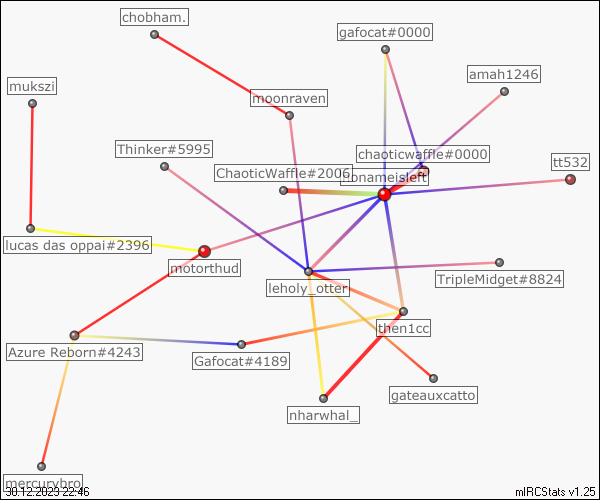 chobham.
gafocat#0000
amah1246
mukszi
moonraven
Thinker#5995
chaoticwaffle#0000
tt532
ChaoticWaffle#2006
nonameisleft
lucas das oppai#2396
motorthud
TripleMidget#8824
leholy_otter
then1cc
Azure Reborn#4243
Gafocat#4189
gateauxcatto
nharwhal_
mercurybro
30.12.2023 22:46
mIRCStats v1.25